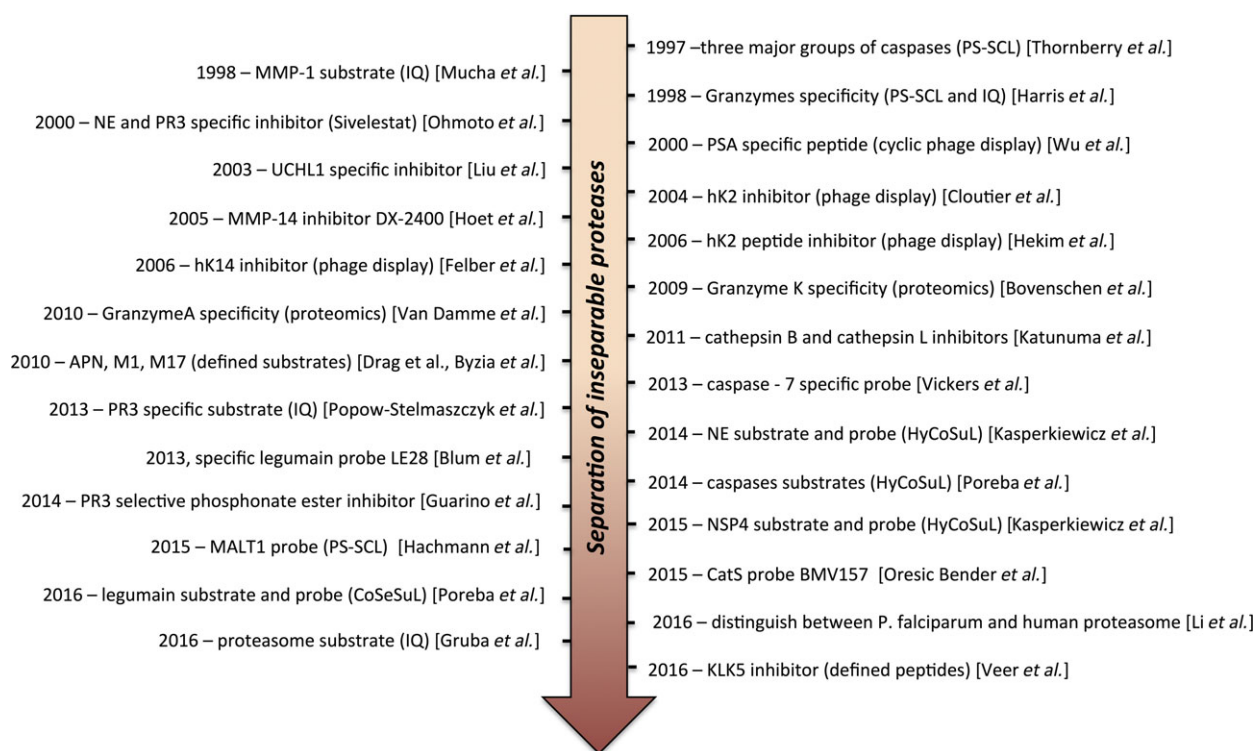 1998 – MMP-1 substrate (IQ) [Mucha et al.]
2000 – NE and PR3 specific inhibitor (Sivelestat) [Ohmoto et al.]
2003 – UCHL1 specific inhibitor [Liu et al.]
2005 – MMP-14 inhibitor DX-2400 [Hoet et al.]
2006 – hK14 inhibitor (phage display) [Felber et al.]
2010 – GranzymeA specificity (proteomics) [Van Damme et al.]
2010 – APN, M1, M17 (defined substrates) [Drag et al., Byzia et al.]
2013 – PR3 specific substrate (IQ) [Popow-Stelmaszczyk et al.]
2013, specific legumain probe LE28 [Blum et al.]
2014 – PR3 selective phosphonate ester inhibitor [Guarino et al.]
2015 – MALT1 probe (PS-SCL) [Hachmann et al.]
2016 – legumain substrate and probe (CoSeSuL) [Poreba et al.]
2016 – proteasome substrate (IQ) [Gruba et al.]
Separation of inseparable proteases
1997 –three major groups of caspases (PS-SCL) [Thornberry et al.]
1998 – Granzymes specificity (PS-SCL and IQ) [Harris et al.]
2000 – PSA specific peptide (cyclic phage display) [Wu et al.]
2004 – hK2 inhibitor (phage display) [Cloutier et al.]
2006 – hK2 peptide inhibitor (phage display) [Hekim et al.]
2009 – Granzyme K specificity (proteomics) [Bovenschen et al.]
2011 – cathepsin B and cathepsin L inhibitors [Katunuma et al.]
2013 – caspase - 7 specific probe [Vickers et al.]
2014 – NE substrate and probe (HyCoSuL) [Kasperkiewicz et al.]
2014 – caspases substrates (HyCoSuL) [Poreba et al.]
2015 – NSP4 substrate and probe (HyCoSuL) [Kasperkiewicz et al.]
2015 – CatS probe BMV157 [Oresic Bender et al.]
2016 – distinguish between P. falciparum and human proteasome [Li et al.]
2016 – KLK5 inhibitor (defined peptides) [Veer et al.]